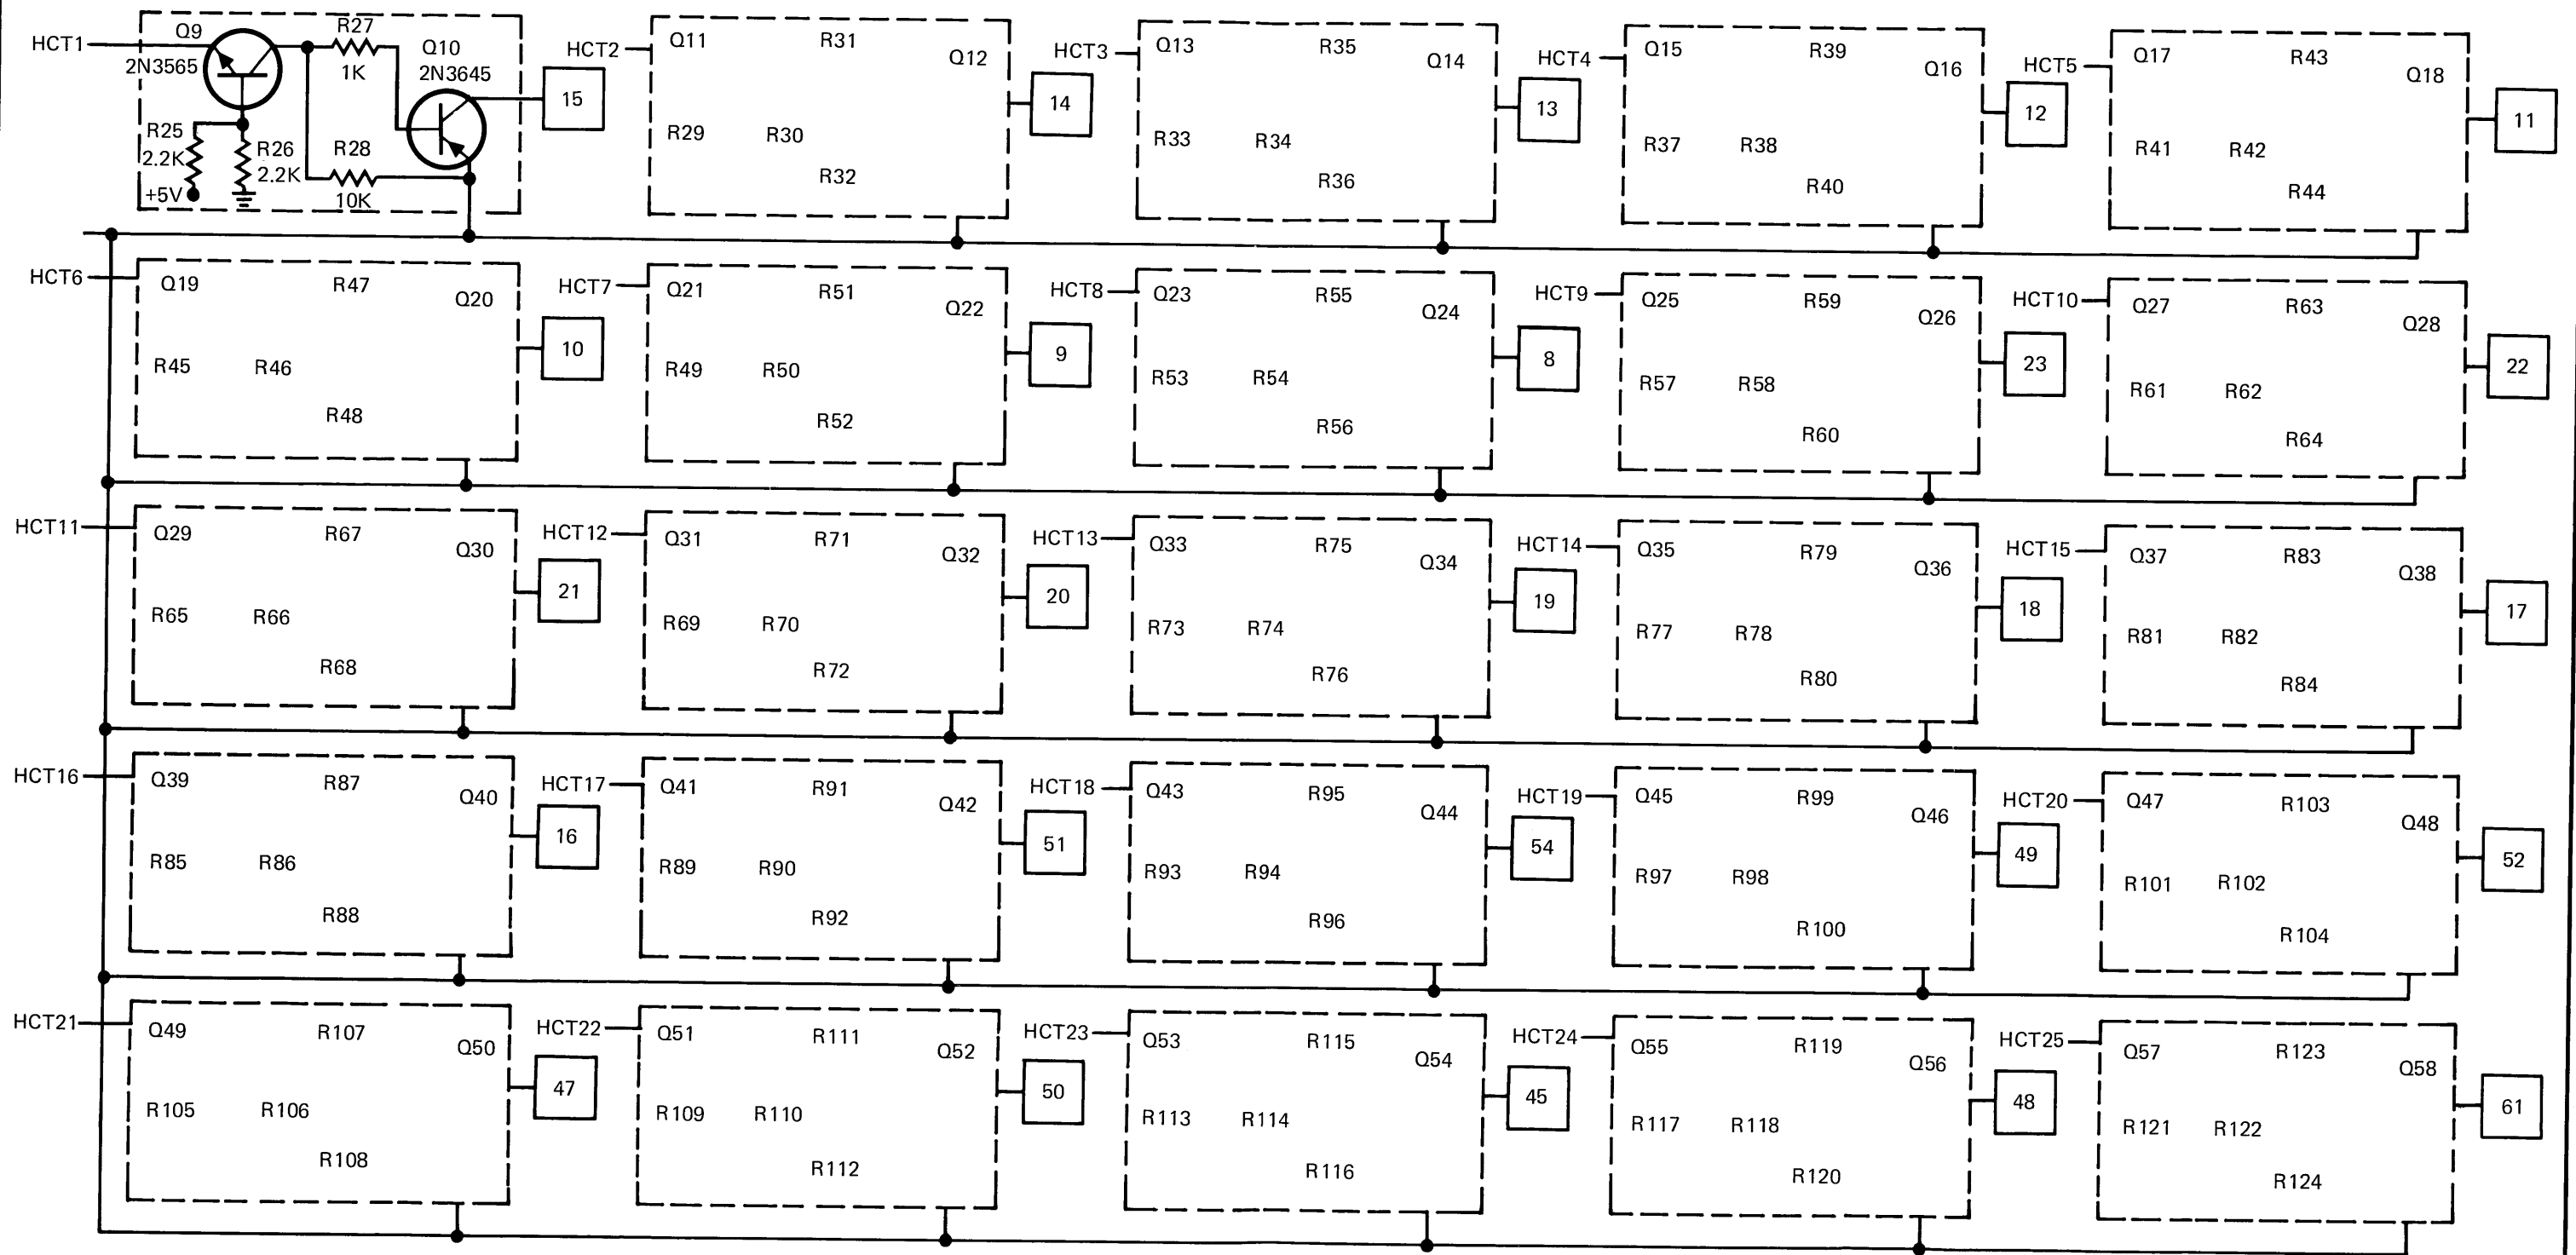 HCT1 Q9 2N3565 R27 1K Q10 2N3645 15
R25 2.2K R26 2.2K R28 10K +5V
HCT2 Q11 R31 Q12 14
R29 R30
R32
HCT3 Q13 R35 Q14 13
R33 R34
R36
HCT4 Q15 R39 Q16 12
R37 R38
R40
HCT5 Q17 R43 Q18 11
R41 R42
R44
HCT6 Q19 R47 Q20 10
R45 R46
R48
HCT7 Q21 R51 Q22 9
R49 R50
R52
HCT8 Q23 R55 Q24 8
R53 R54
R56
HCT9 Q25 R59 Q26 23
R57 R58
R60
HCT10 Q27 R63 Q28 22
R61 R62
R64
HCT11 Q29 R67 Q30 21
R65 R66
R68
HCT12 Q31 R71 Q32 20
R69 R70
R72
HCT13 Q33 R75 Q34 19
R73 R74
R76
HCT14 Q35 R79 Q36 18
R77 R78
R80
HCT15 Q37 R83 Q38 17
R81 R82
R84
HCT16 Q39 R87 Q40 16
R85 R86
R88
HCT17 Q41 R91 Q42 51
R89 R90
R92
HCT18 Q43 R95 Q44 54
R93 R94
R96
HCT19 Q45 R99 Q46 49
R97 R98
R100
HCT20 Q47 R103 Q48 52
R101 R102
R104
HCT21 Q49 R107 Q50 47
R105 R106
R108
HCT22 Q51 R111 Q52 50
R109 R110
R112
HCT23 Q53 R115 Q54 45
R113 R114
R116
HCT24 Q55 R119 Q56 48
R117 R118
R120
HCT25 Q57 R123 Q58 61
R121 R122
R124